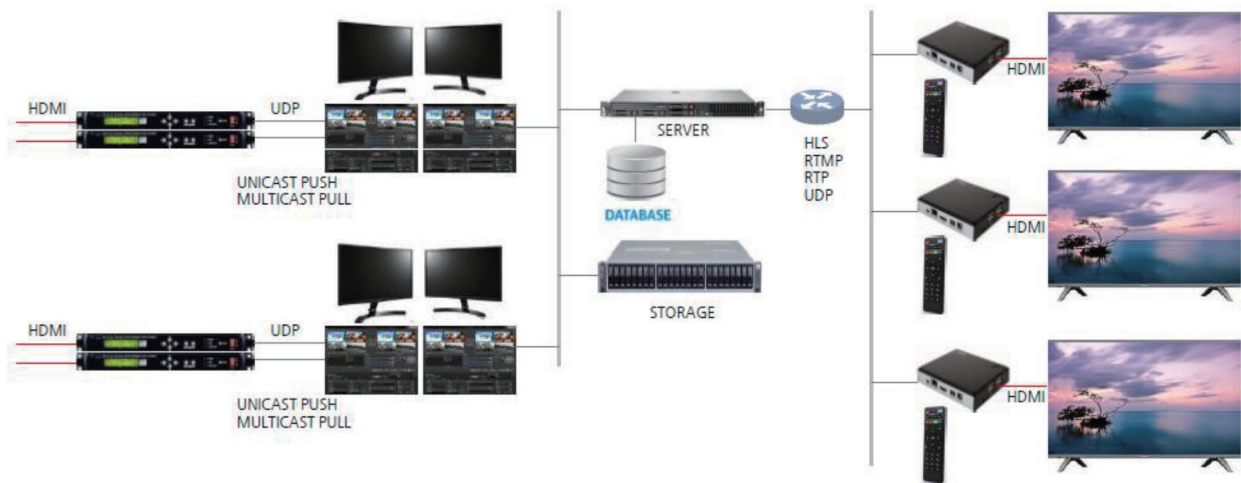 HDMI
UDP
UNICAST PUSH
MULTICAST PULL
HDMI
UDP
UNICAST PUSH
MULTICAST PULL
SERVER
DATABASE
STORAGE
HLS
RTMP
RTP
UDP
HDMI
HDMI
HDMI